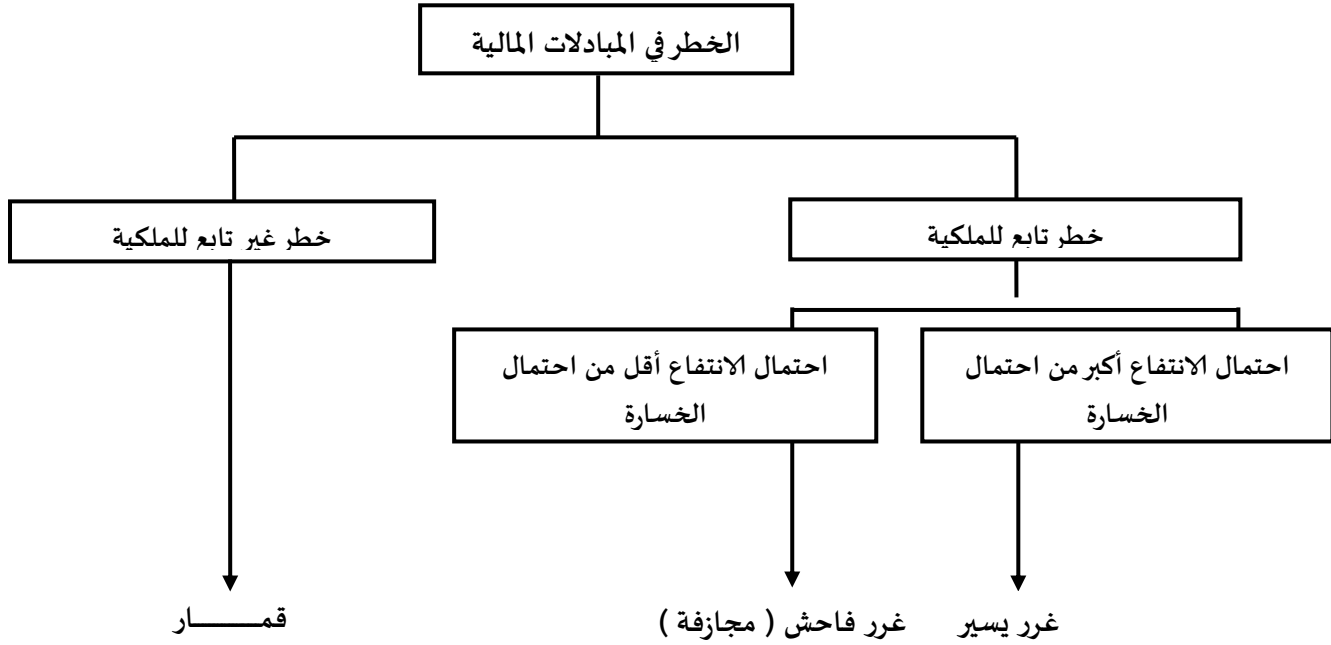 الخطر في المبادلات المالية
خطر تابع للملكية
خطر غير تابع للملكية
احتمال الانتفاع أكبر من احتمال
الخسارة
احتمال الانتفاع أقل من احتمال
الخسارة
غرر يسير
غرر فاحش ( مجازفة )
قمـــــــار